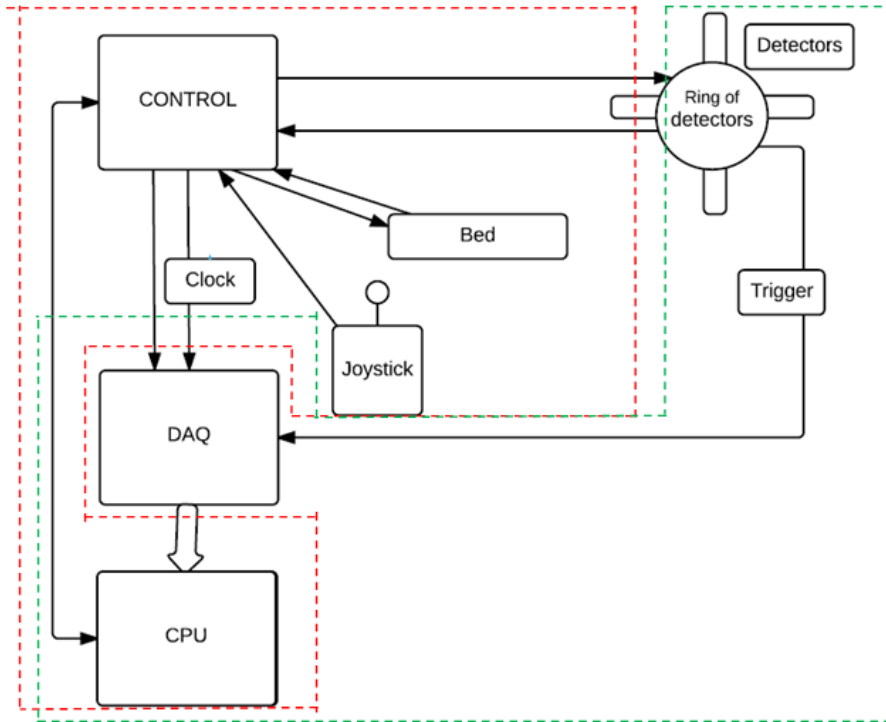 CONTROL
Detectors
Ring of
detectors
Bed
Clock
Trigger
Joystick
DAQ
CPU